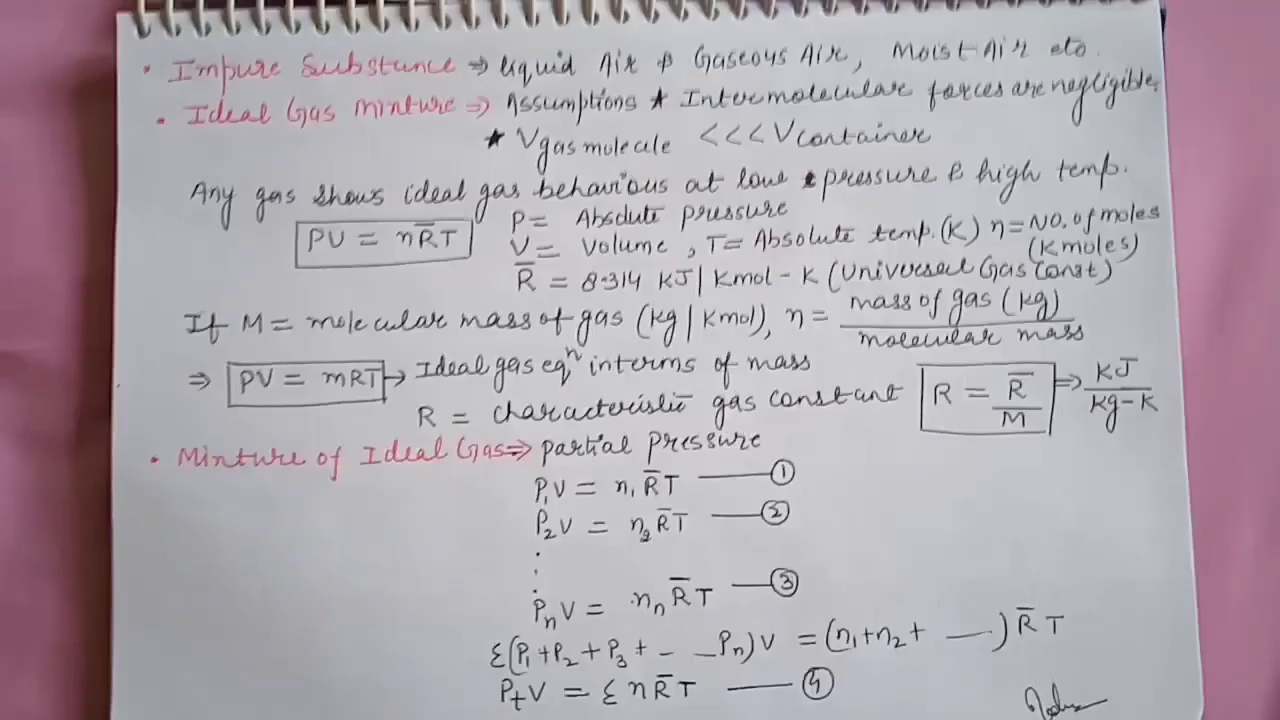 • Impure Substance ⇒ liquid Air & Gaseous Air, Moist Air etc.
• Ideal Gas Minture ⇒ Assumptions ★ Intermolecular forces are negligible.
★ Vgas molecule <<< Vcontainer
Any gas shows ideal gas behavious at low pressure & high temp.
PV = nR̅T
P = Absolute pressure
V = Volume, T = Absolute temp.(K) n = No. of moles
(Kmoles)
R̅ = 8.314 KJ/Kmol-K (Universal Gas Const)
If M = molecular mass of gas (kg/Kmol), n = mass of gas (kg) / molecular mass
⇒ PV = mRT → Ideal gas eqⁿ interms of mass
R = characteristic gas constant R = R̅/M ⇒ KJ/kg-K
• Minture of Ideal Gas ⇒ partial pressure
P₁V = n₁R̅T —— ①
P₂V = n₂R̅T —— ②
⋮
PₙV = nₙR̅T —— ③
Ɛ(P₁+P₂+P₃+ - - Pₙ)V = (n₁+n₂+ ——)R̅T
PₜV = Ɛ nR̅T —— ④